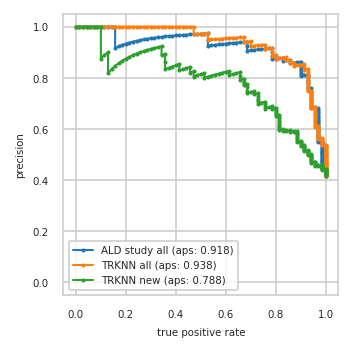 1.0
0.8
0.6
0.4
0.2
0.0
precision
ALD study all (aps: 0.918)
TRKNN all (aps: 0.938)
TRKNN new (aps: 0.788)
0.0 0.2 0.4 0.6 0.8 1.0
true positive rate